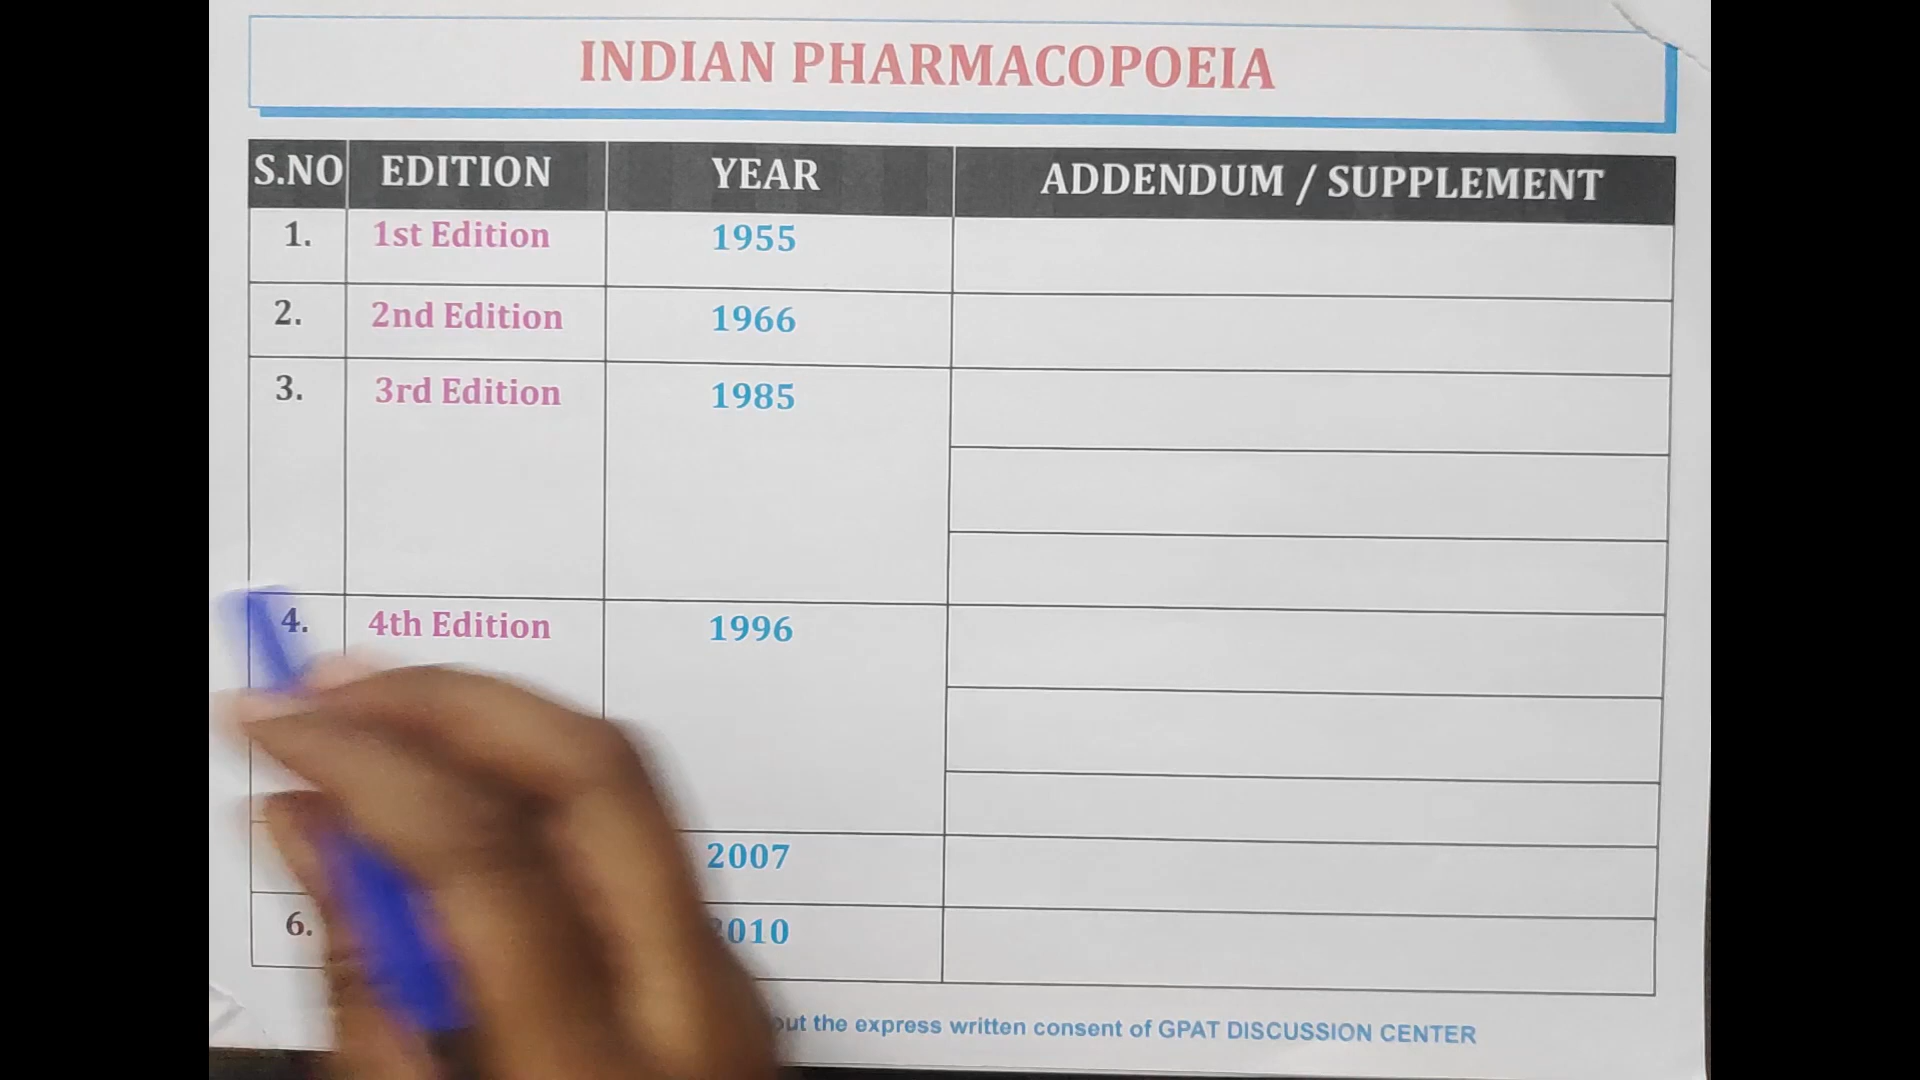 INDIAN PHARMACOPOEIA
S.NO EDITION YEAR ADDENDUM / SUPPLEMENT
1. 1st Edition 1955
2. 2nd Edition 1966
3. 3rd Edition 1985
4. 4th Edition 1996
2007
6. 2010
the express written consent of GPAT DISCUSSION CENTER